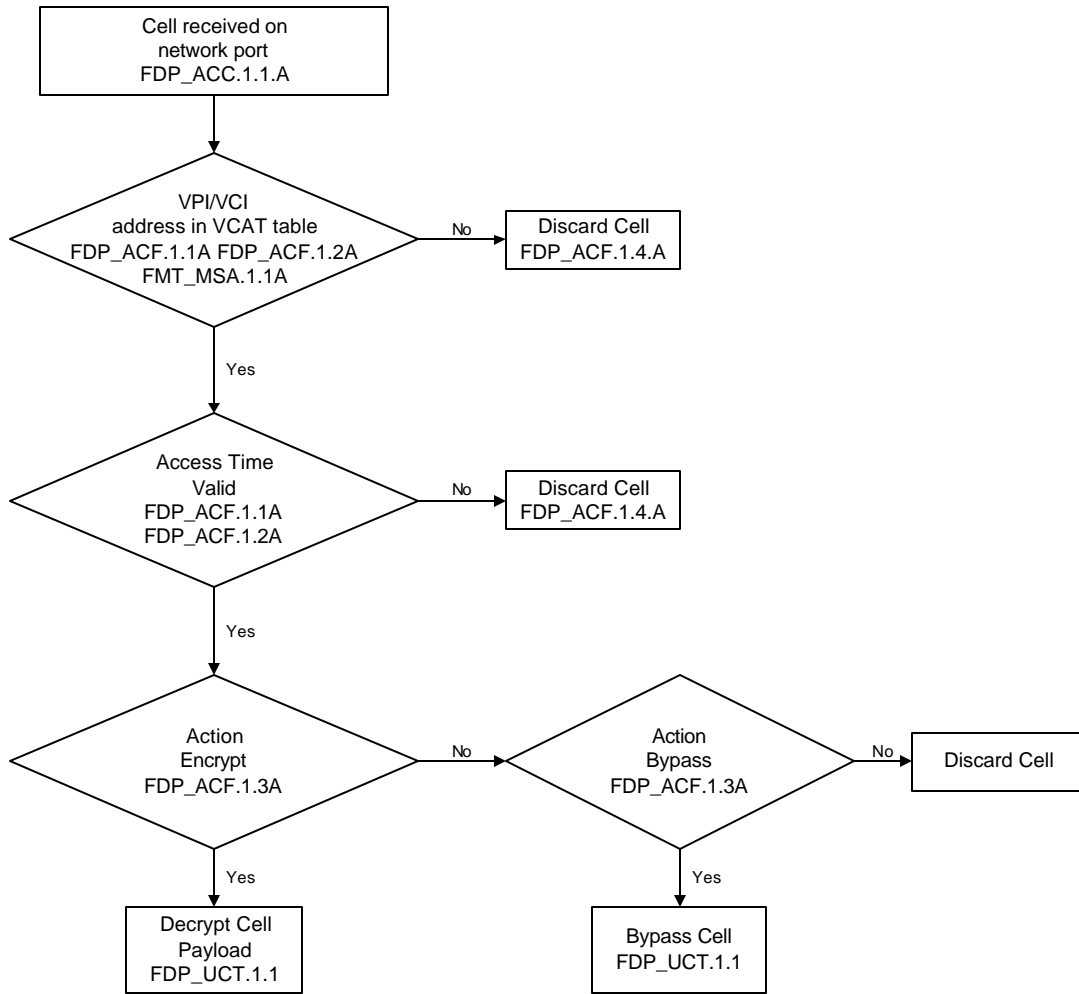 Cell received on
network port
FDP_ACC.1.1.A
VPI/VCI
address in VCAT table
FDP_ACF.1.1A FDP_ACF.1.2A
FMT_MSA.1.1A
No
Discard Cell
FDP_ACF.1.4.A
Yes
Access Time
Valid
FDP_ACF.1.1A
FDP_ACF.1.2A
No
Discard Cell
FDP_ACF.1.4.A
Yes
Action
Encrypt
FDP_ACF.1.3A
No
Action
Bypass
FDP_ACF.1.3A
No
Discard Cell
Yes
Decrypt Cell
Payload
FDP_UCT.1.1
Yes
Bypass Cell
FDP_UCT.1.1